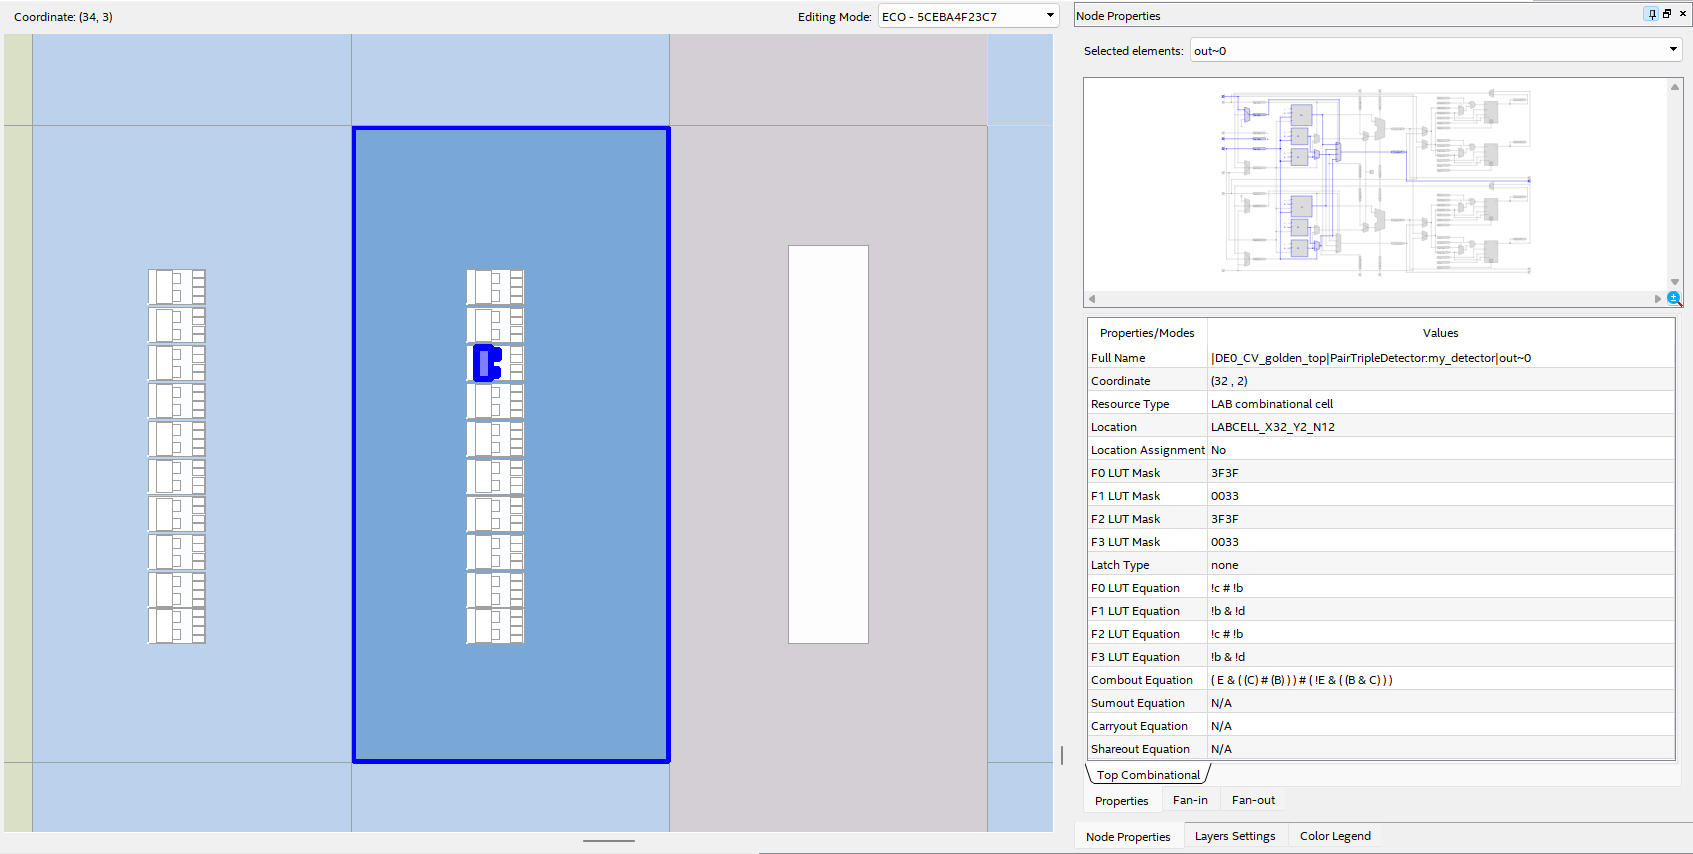 Coordinate: (34, 3)
Editing Mode: ECO - 5CEBA4F23C7
Node Properties
Selected elements: out~0
Properties/Modes Values
Full Name |DE0_CV_golden_top|PairTripleDetector:my_detector|out~0
Coordinate (32 , 2)
Resource Type LAB combinational cell
Location LABCELL_X32_Y2_N12
Location Assignment No
F0 LUT Mask 3F3F
F1 LUT Mask 0033
F2 LUT Mask 3F3F
F3 LUT Mask 0033
Latch Type none
F0 LUT Equation !c # !b
F1 LUT Equation !b & !d
F2 LUT Equation !c # !b
F3 LUT Equation !b & !d
Combout Equation ( E & ( (C) # (B) ) ) # ( !E & ( (B & C) ) )
Sumout Equation N/A
Carryout Equation N/A
Shareout Equation N/A
Top Combinational
Properties Fan-in Fan-out
Node Properties Layers Settings Color Legend